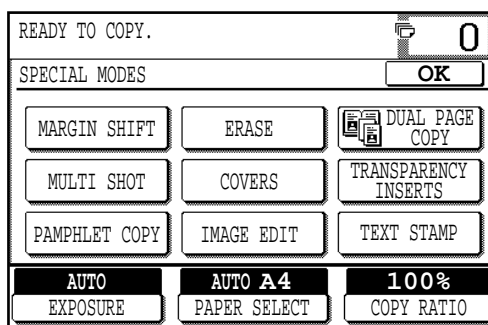 READY TO COPY.
0
SPECIAL MODES
OK
MARGIN SHIFT
ERASE
DUAL PAGE
COPY
MULTI SHOT
COVERS
TRANSPARENCY
INSERTS
PAMPHLET COPY
IMAGE EDIT
TEXT STAMP
AUTO
AUTO A4
100%
EXPOSURE
PAPER SELECT
COPY RATIO